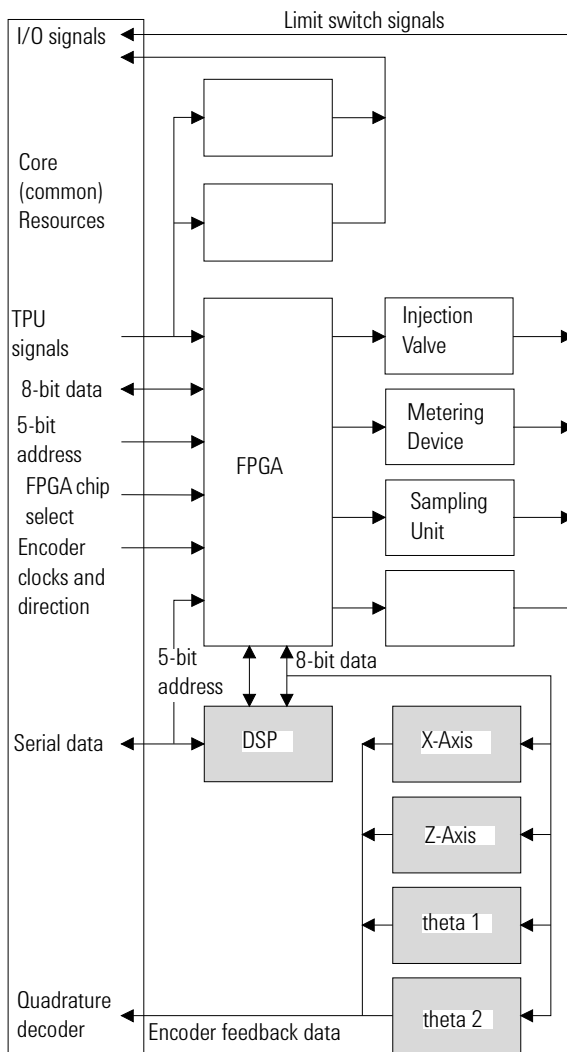 Limit switch signals
I/O signals
Core
(common)
Resources
TPU
signals
Injection
Valve
8-bit data
Metering
Device
5-bit
address
FPGA
FPGA chip
select
Sampling
Unit
Encoder
clocks and
direction
5-bit
address
8-bit data
Serial data
DSP
X-Axis
Z-Axis
theta 1
Quadrature
decoder
theta 2
Encoder feedback data